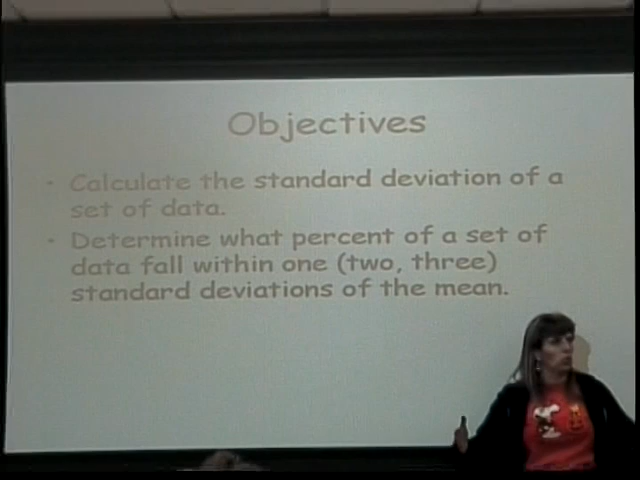 Objectives
• Calculate the standard deviation of a
set of data.
• Determine what percent of a set of
data fall within one (two, three)
standard deviations of the mean.